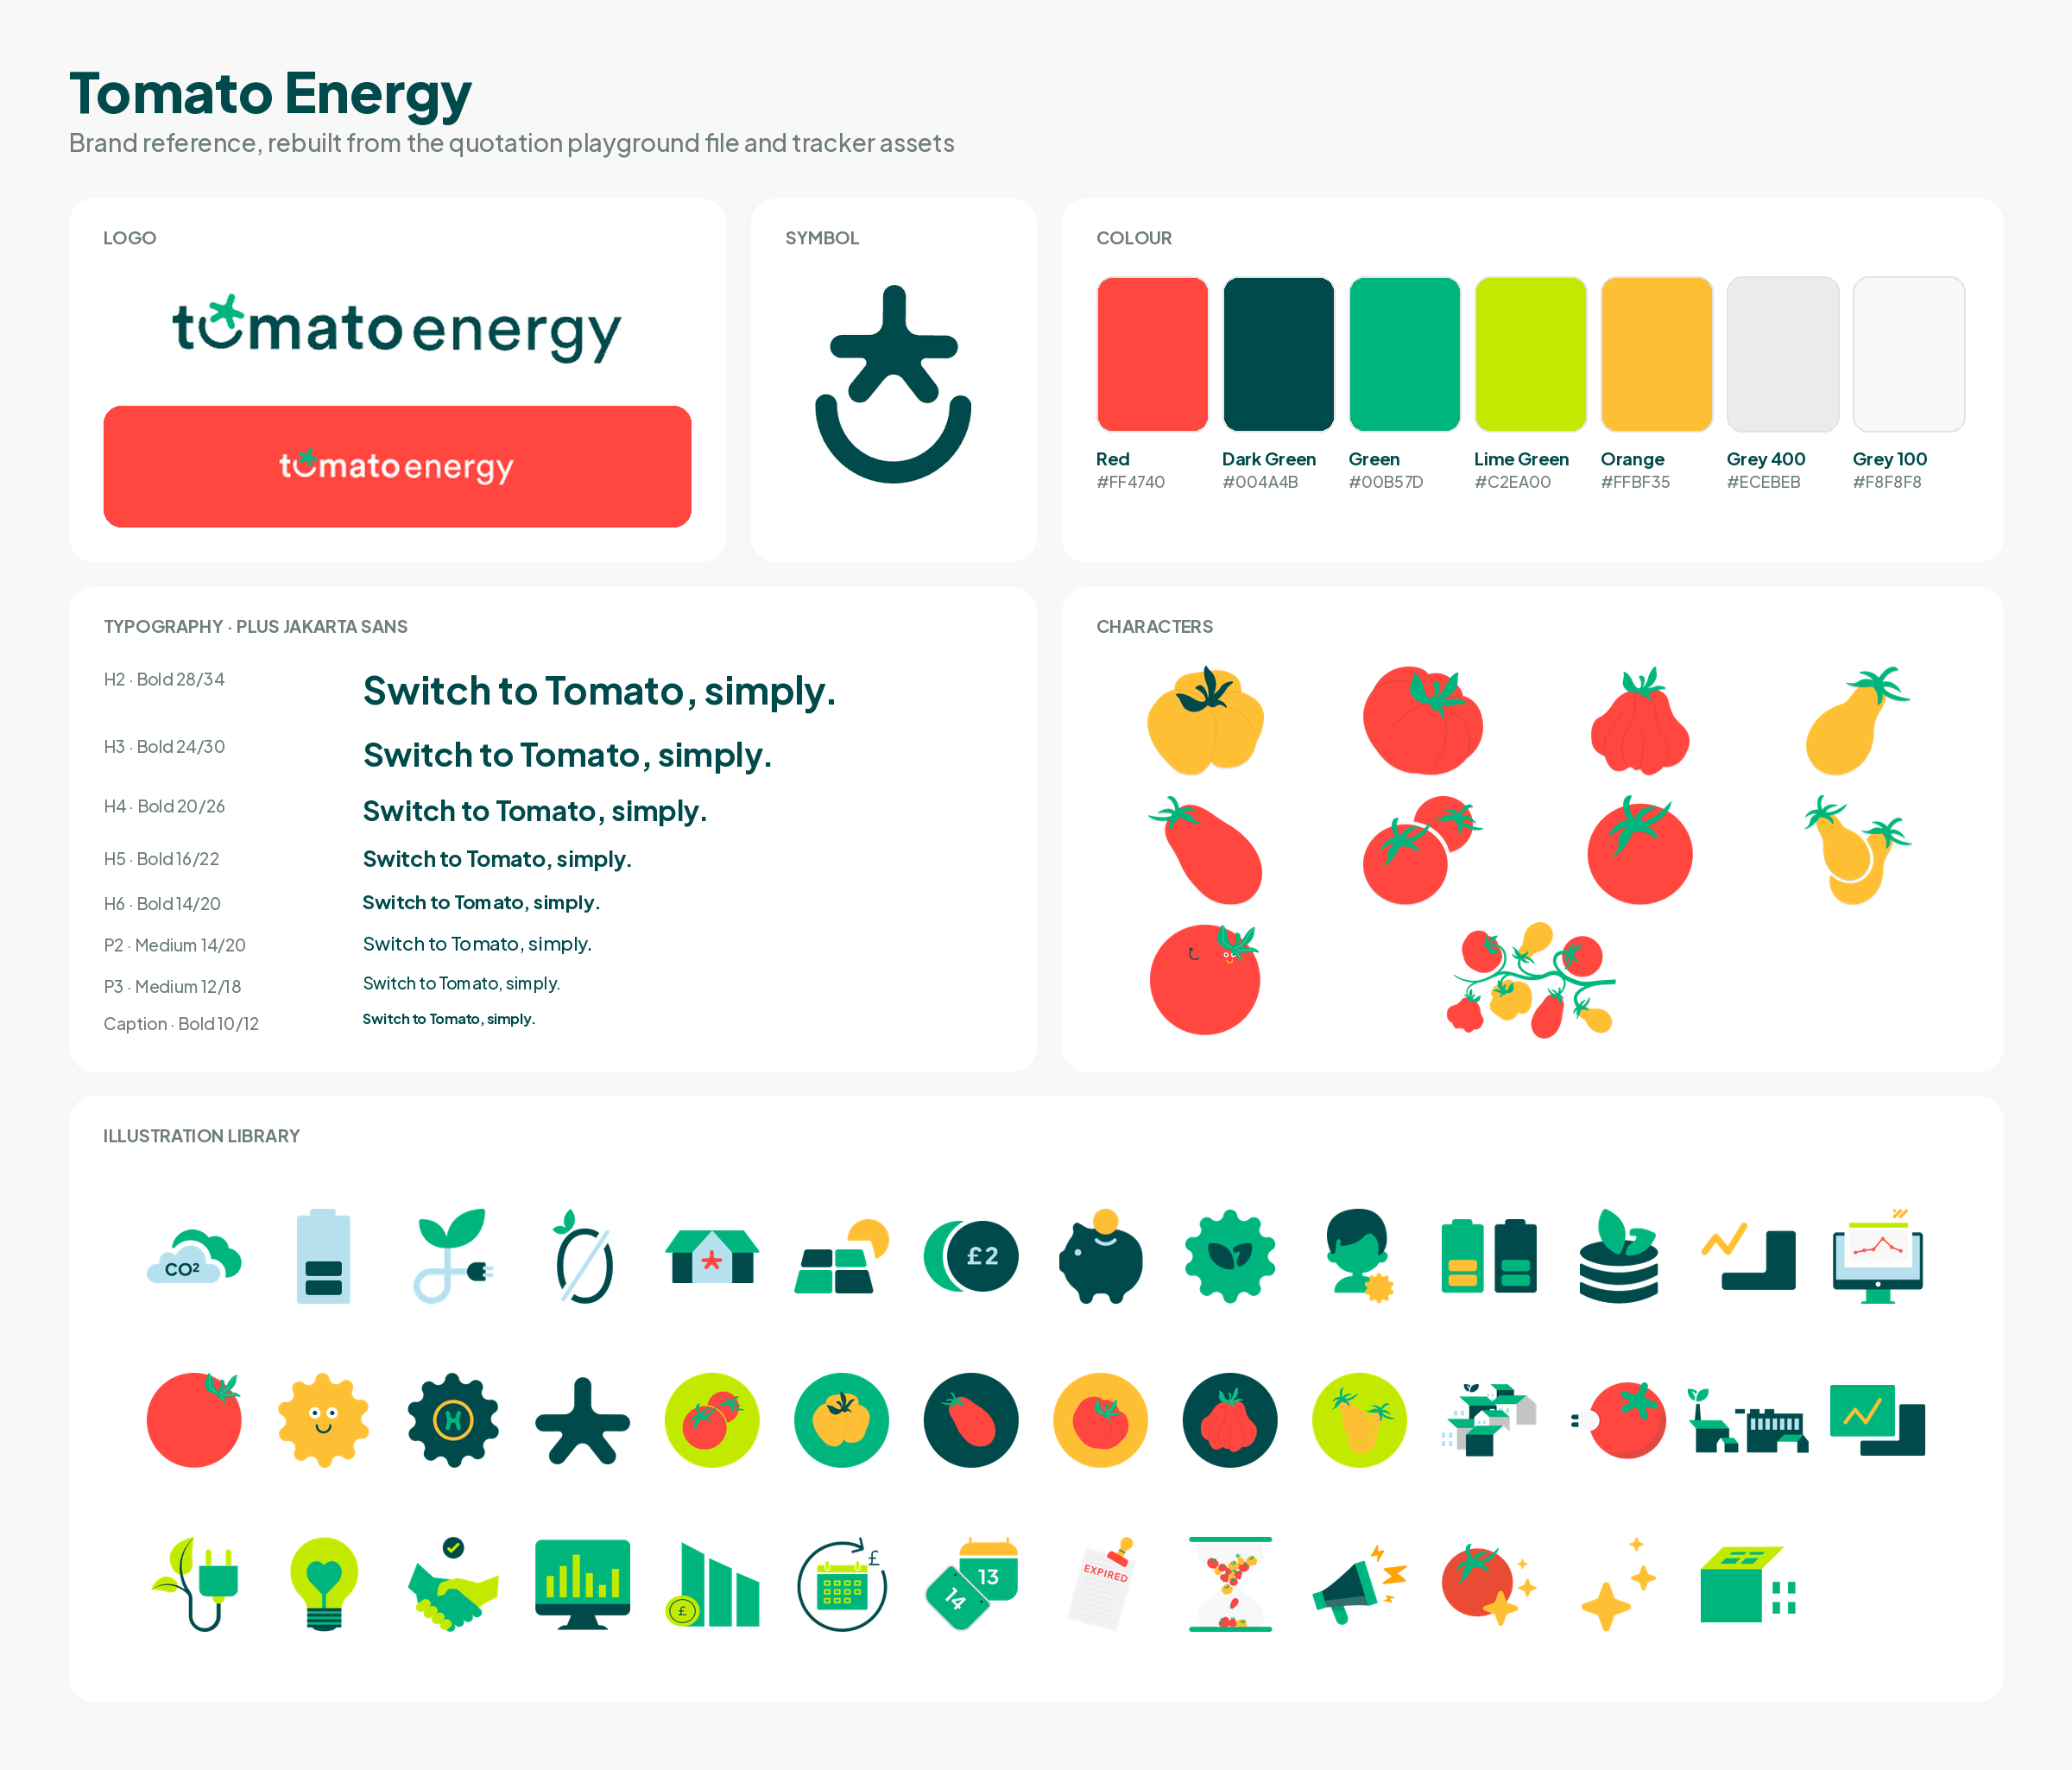 Tomato Energy
Brand reference, rebuilt from the quotation playground file and tracker assets
LOGO
tomato energy
tomato energy
SYMBOL
COLOUR
Red
#FF4740
Dark Green
#004A4B
Green
#00B57D
Lime Green
#C2EA00
Orange
#FFBF35
Grey 400
#ECEBEB
Grey 100
#F8F8F8
TYPOGRAPHY · PLUS JAKARTA SANS
H2 · Bold 28/34
Switch to Tomato, simply.
H3 · Bold 24/30
Switch to Tomato, simply.
H4 · Bold 20/26
Switch to Tomato, simply.
H5 · Bold 16/22
Switch to Tomato, simply.
H6 · Bold 14/20
Switch to Tomato, simply.
P2 · Medium 14/20
Switch to Tomato, simply.
P3 · Medium 12/18
Switch to Tomato, simply.
Caption · Bold 10/12
Switch to Tomato, simply.
CHARACTERS
ILLUSTRATION LIBRARY
CO²
£2
£
£
13
14
EXPIRED